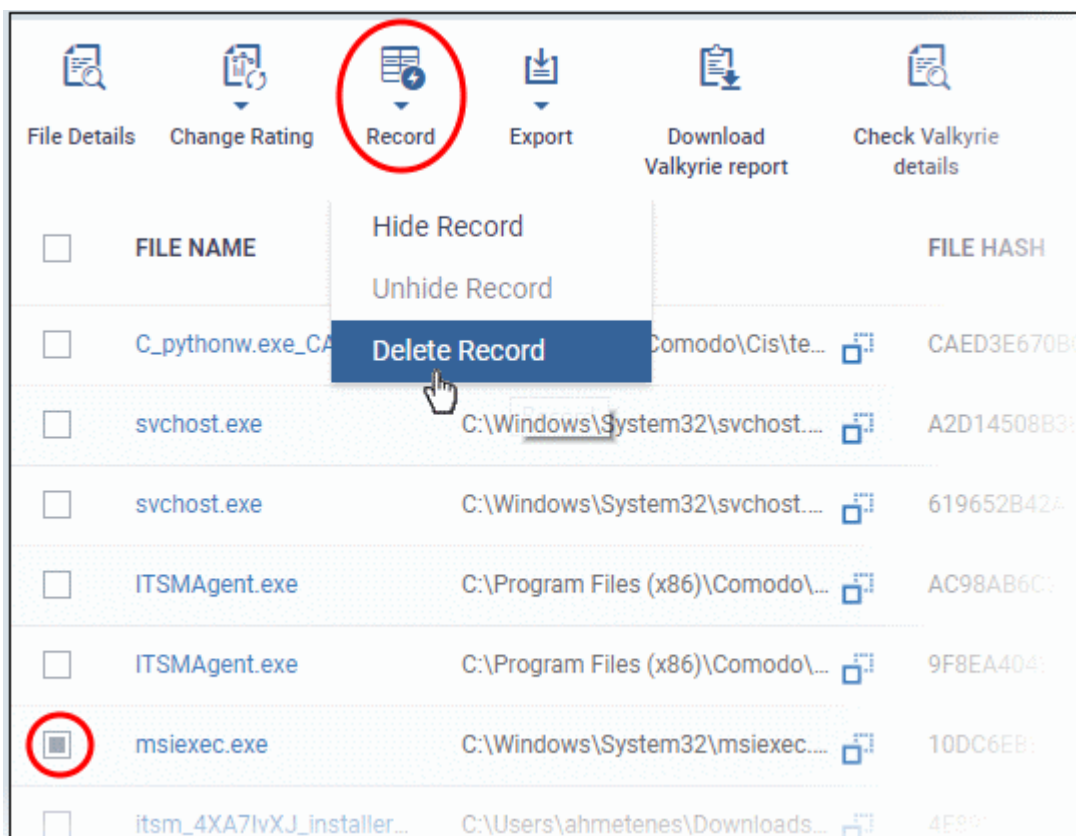 File Details
Change Rating
Record
Export
Download
Valkyrie report
Check Valkyrie
details
Hide Record
Unhide Record
Delete Record
FILE NAME
FILE HASH
C_pythonw.exe_CA
Comodo\Cis\te...
CAED3E670B
svchost.exe
C:\Windows\System32\svchost....
A2D14508B3
svchost.exe
C:\Windows\System32\svchost....
619652B42A
ITSMAgent.exe
C:\Program Files (x86)\Comodo\...
AC98AB6C
ITSMAgent.exe
C:\Program Files (x86)\Comodo\...
9F8EA404
msiexec.exe
C:\Windows\System32\msiexec....
10DC6EB
itsm_4XA7IvXJ_installer...
C:\Users\ahmetenes\Downloads...
4E89